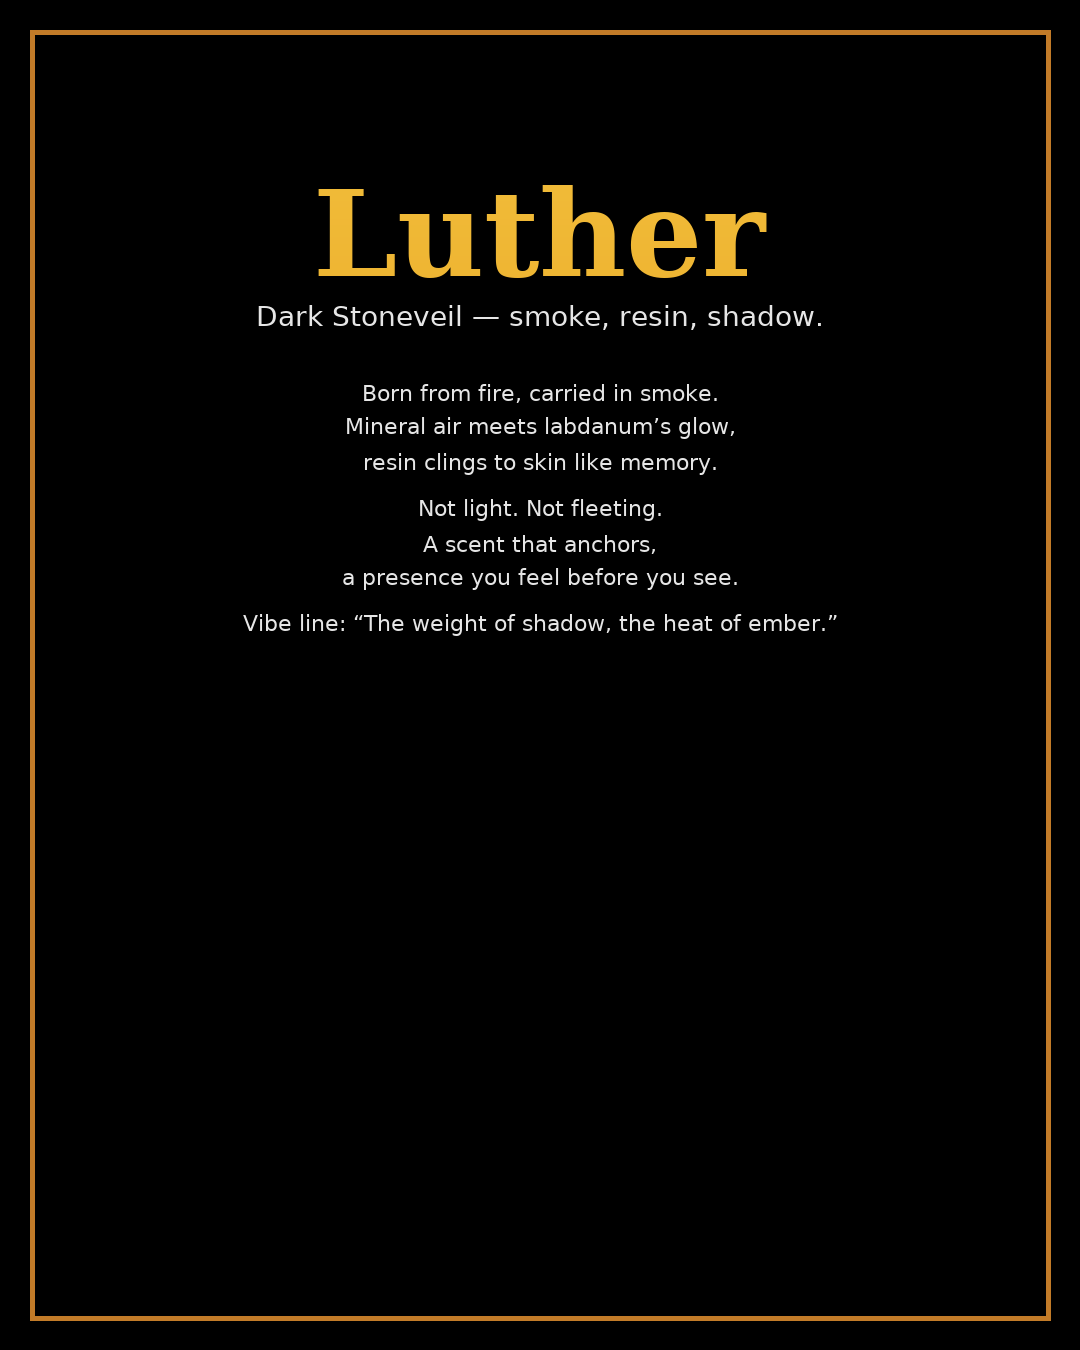 Luther
Dark Stoneveil — smoke, resin, shadow.
Born from fire, carried in smoke.
Mineral air meets labdanum’s glow,
resin clings to skin like memory.
Not light. Not fleeting.
A scent that anchors,
a presence you feel before you see.
Vibe line: “The weight of shadow, the heat of ember.”